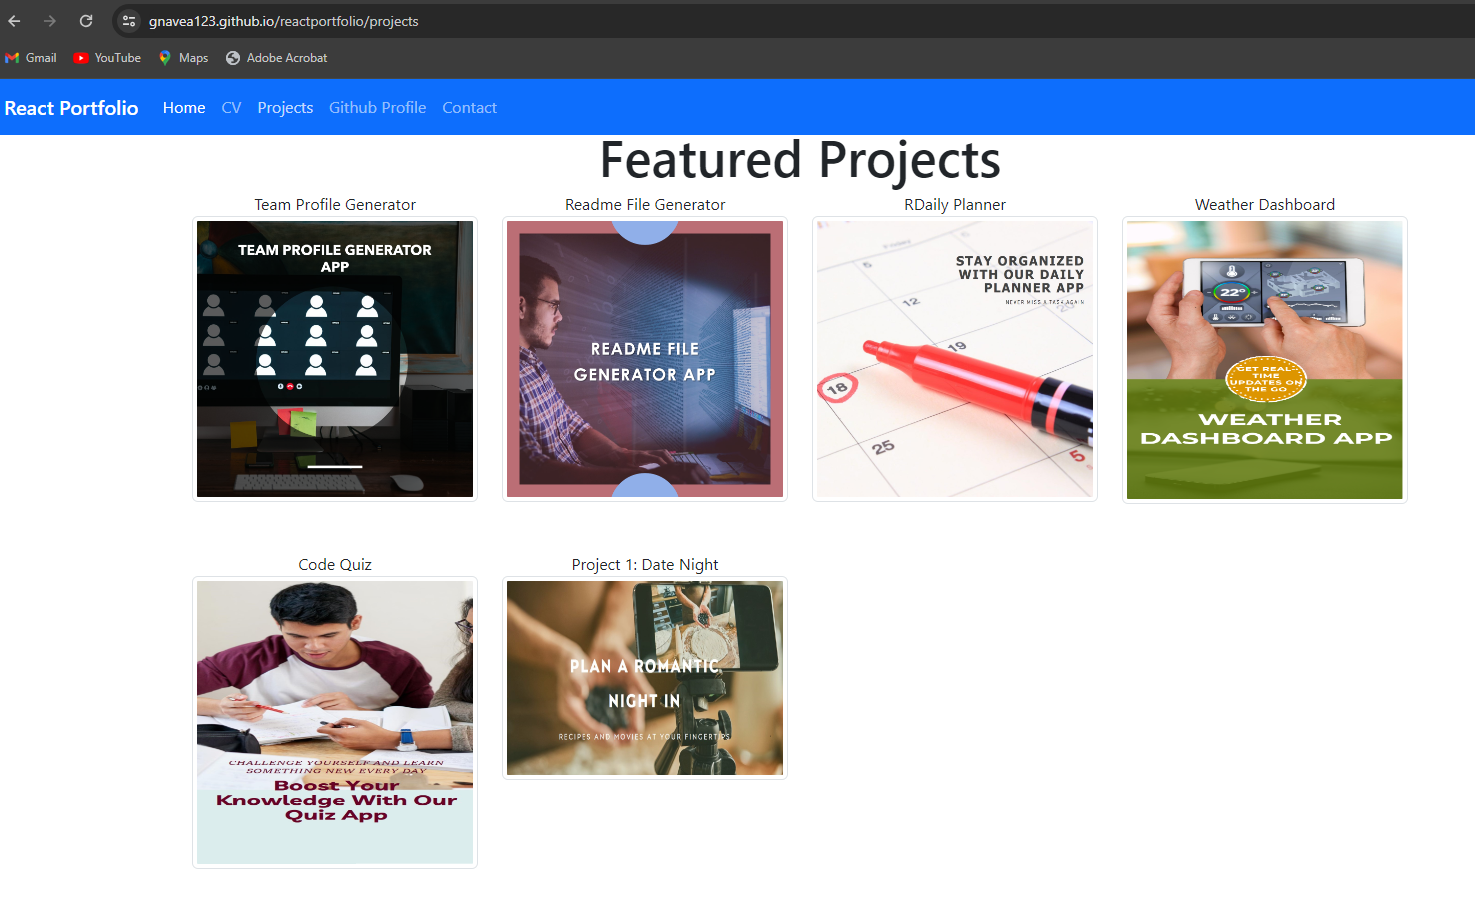 gnavea123.github.io/reactportfolio/projects
Gmail YouTube Maps Adobe Acrobat
React Portfolio Home CV Projects Github Profile Contact
Featured Projects
Team Profile Generator
TEAM PROFILE GENERATOR
APP
Readme File Generator
README FILE
GENERATOR APP
RDaily Planner
STAY ORGANIZED
WITH OUR DAILY
PLANNER APP
NEVER MISS A TASK AGAIN
5
6
12
18
19
25
Weather Dashboard
22°
GET REAL-
TIME
UPDATES ON
THE GO
WEATHER
DASHBOARD APP
Code Quiz
CHALLENGE YOURSELF AND LEARN
SOMETHING NEW EVERY DAY
Boost Your
Knowledge With Our
Quiz App
Project 1: Date Night
PLAN A ROMANTIC
NIGHT IN
RECIPES AND MOVIES AT YOUR FINGERTIPS